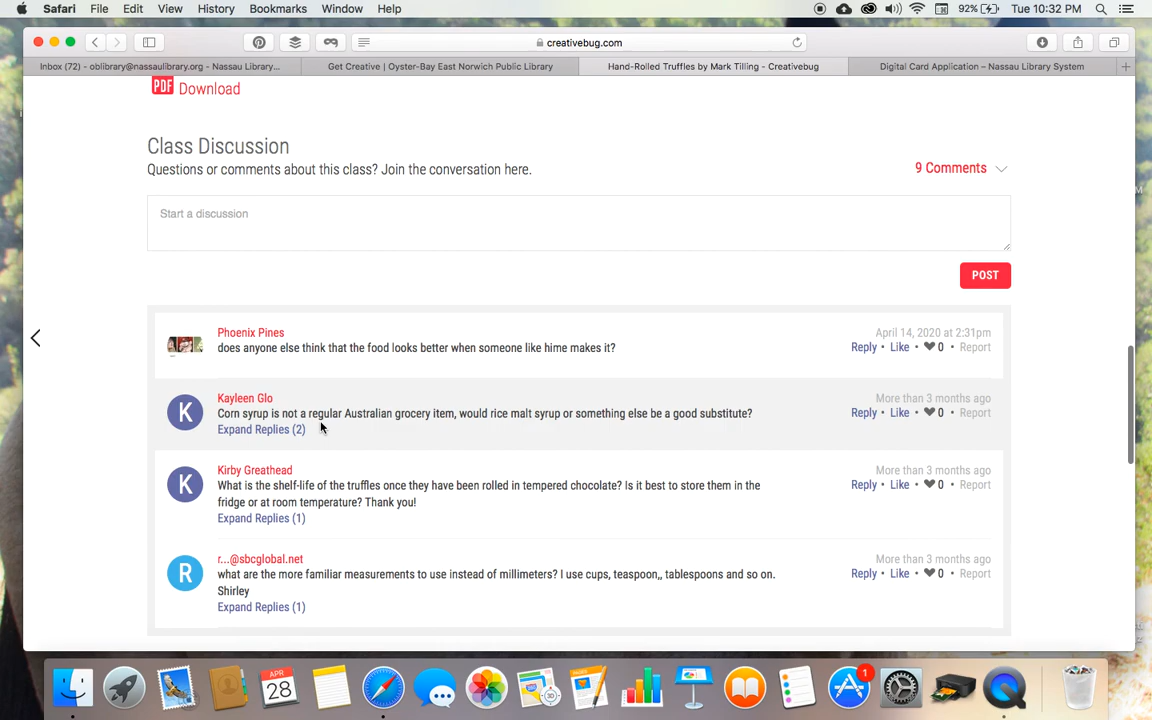 Safari File Edit View History Bookmarks Window Help 92% Tue 10:32 PM
creativebug.com
Inbox (72) - oblibrary@nassaulibrary.org - Nassau Library... Get Creative | Oyster-Bay East Norwich Public Library Hand-Rolled Truffles by Mark Tilling - Creativebug Digital Card Application – Nassau Library System
PDF Download
Class Discussion
Questions or comments about this class? Join the conversation here. 9 Comments
Start a discussion
POST
Phoenix Pines April 14, 2020 at 2:31pm
does anyone else think that the food looks better when someone like hime makes it? Reply • Like • 0 • Report
K Kayleen Glo More than 3 months ago
Corn syrup is not a regular Australian grocery item, would rice malt syrup or something else be a good substitute? Reply • Like • 0 • Report
Expand Replies (2)
K Kirby Greathead More than 3 months ago
What is the shelf-life of the truffles once they have been rolled in tempered chocolate? Is it best to store them in the Reply • Like • 0 • Report
fridge or at room temperature? Thank you!
Expand Replies (1)
R r...@sbcglobal.net More than 3 months ago
what are the more familiar measurements to use instead of millimeters? I use cups, teaspoon,, tablespoons and so on. Reply • Like • 0 • Report
Shirley
Expand Replies (1)
APR
28
1